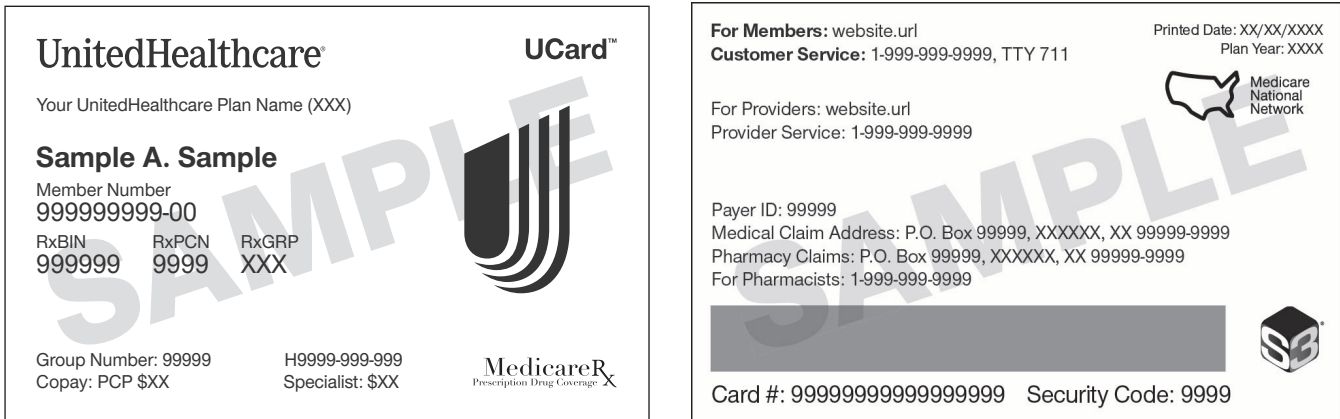 UnitedHealthcare®
UCard™
Your UnitedHealthcare Plan Name (XXX)
Sample A. Sample
Member Number
999999999-00
RxBIN RxPCN RxGRP
999999 9999 XXX
Group Number: 99999 H9999-999-999
Copay: PCP $XX Specialist: $XX
MedicareRx
Prescription Drug Coverage
SAMPLE
For Members: website.url
Customer Service: 1-999-999-9999, TTY 711
Printed Date: XX/XX/XXXX
Plan Year: XXXX
Medicare
National
Network
For Providers: website.url
Provider Service: 1-999-999-9999
Payer ID: 99999
Medical Claim Address: P.O. Box 99999, XXXXXX, XX 99999-9999
Pharmacy Claims: P.O. Box 99999, XXXXXX, XX 99999-9999
For Pharmacists: 1-999-999-9999
S3®
Card #: 99999999999999999 Security Code: 9999
SAMPLE